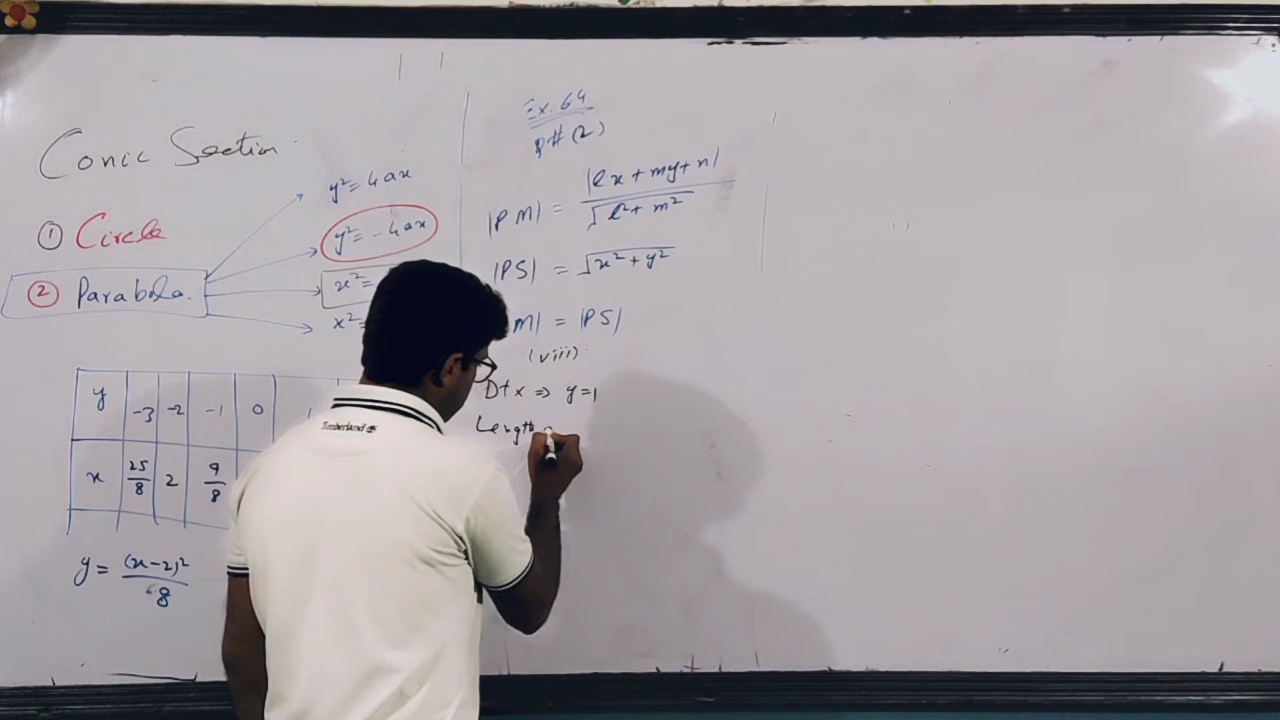 Conic Section
① Circle
② Parabola.
y² = 4ax
y² = -4ax
x² =
x² =
y -3 -2 -1 0
x 25/8 2 9/8
y = (x-2)²/8
Ex. 6.4
Q#(2)
|PM| = |lx + my + n| / √l² + m²
|PS| = √x² + y²
M| = |PS|
(viii).
Dtx ⇒ y = 1
Length
Timberland